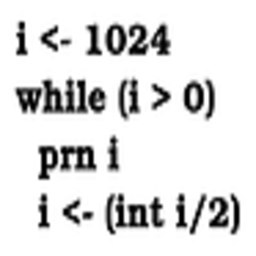 i <- 1024
while (i > 0)
prn i
i <- (int i/2)